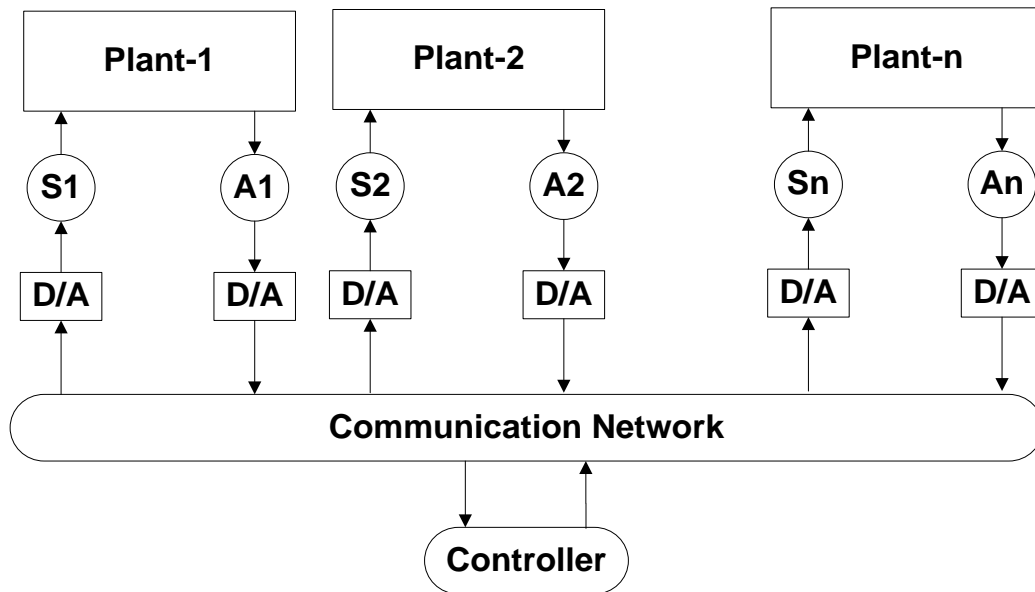 Plant-1
Plant-2
Plant-n
S1
A1
S2
A2
Sn
An
D/A
D/A
D/A
D/A
D/A
D/A
Communication Network
Controller